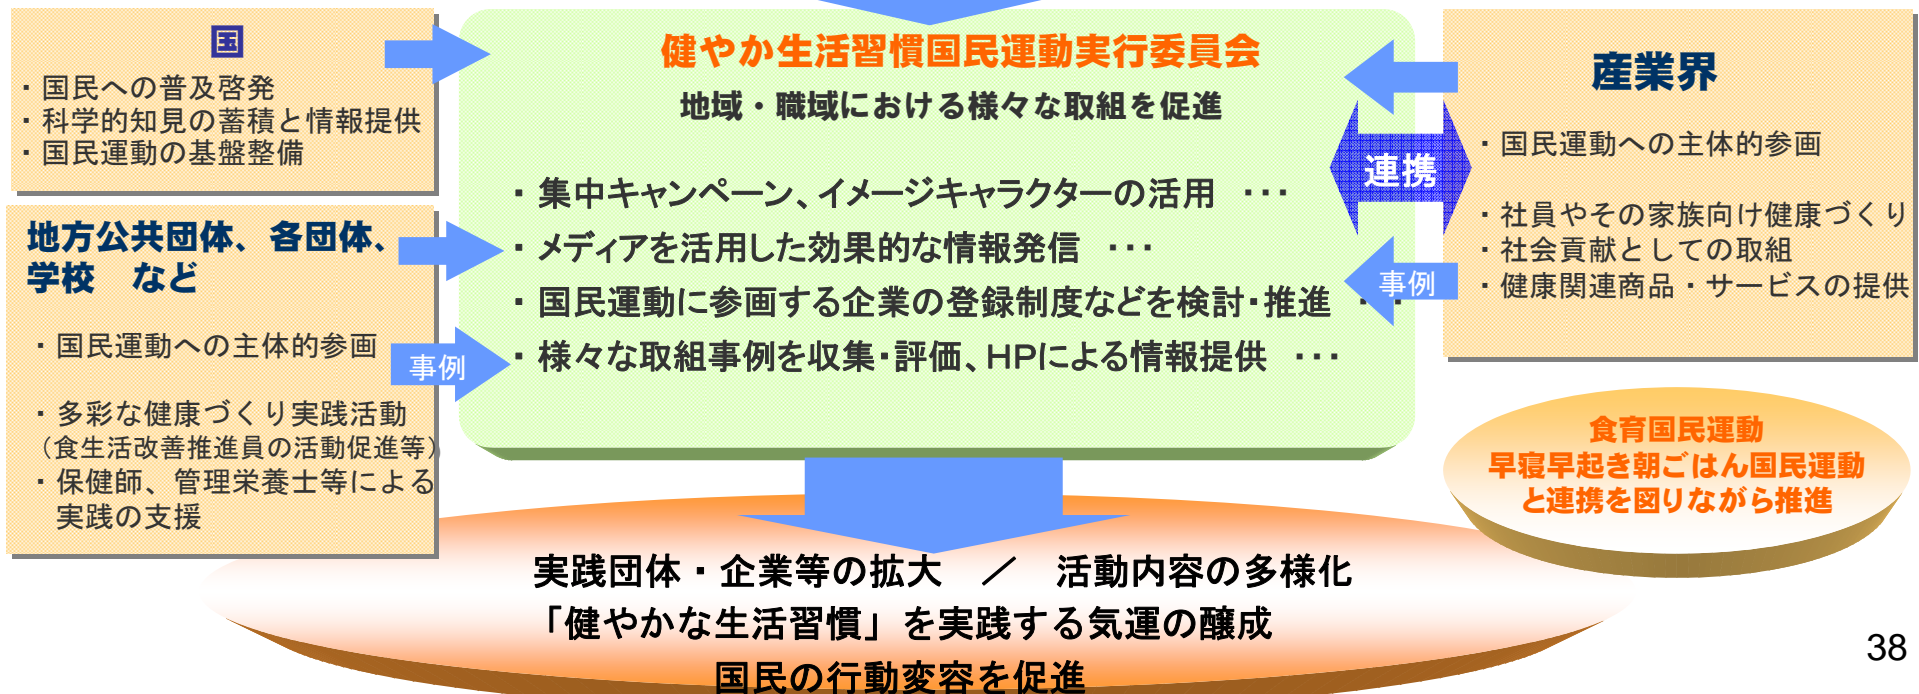 国
・国民への普及啓発
・科学的知見の蓄積と情報提供
・国民運動の基盤整備
地方公共団体、各団体、
学校　など
・国民運動への主体的参画
・多彩な健康づくり実践活動
（食生活改善推進員の活動促進等）
・保健師、管理栄養士等による
実践の支援
事例
健やか生活習慣国民運動実行委員会
地域・職域における様々な取組を促進
・集中キャンペーン、イメージキャラクターの活用　･･･
・メディアを活用した効果的な情報発信　･･･
・国民運動に参画する企業の登録制度などを検討・推進　･･･
・様々な取組事例を収集・評価、HPによる情報提供　･･･
連携
事例
産業界
・国民運動への主体的参画
・社員やその家族向け健康づくり
・社会貢献としての取組
・健康関連商品・サービスの提供
食育国民運動
早寝早起き朝ごはん国民運動
と連携を図りながら推進
実践団体・企業等の拡大　／　活動内容の多様化
「健やかな生活習慣」を実践する気運の醸成
国民の行動変容を促進
38